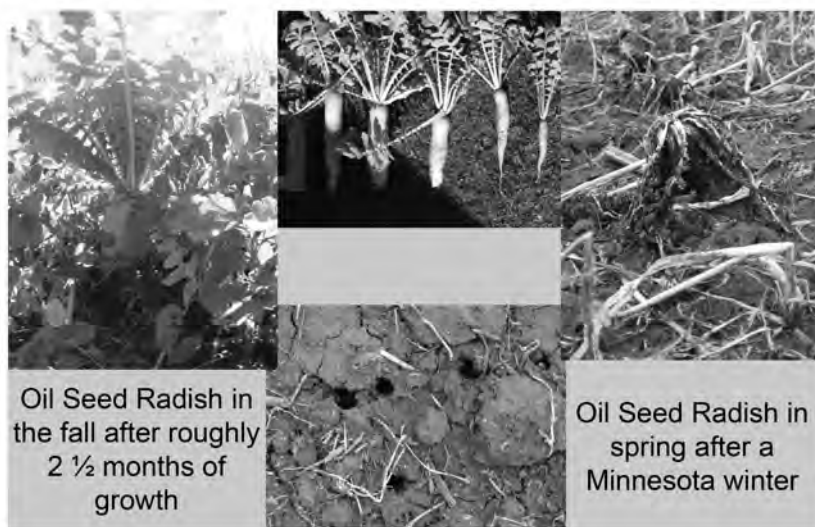 Oil Seed Radish in
the fall after roughly
2 ½ months of
growth
Oil Seed Radish in
spring after a
Minnesota winter